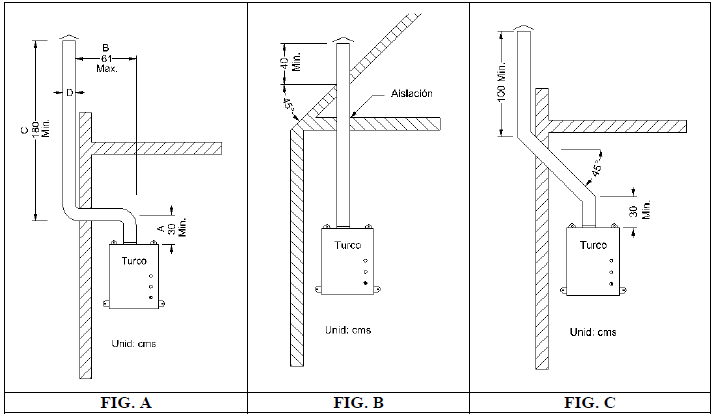 B
61
Max.
D
C
180
Min.
A
30
Min.
Turco
Unid: cms
FIG. A
40
Min.
45°
Aislación
Turco
Unid: cms
FIG. B
100 Min.
45°
30
Min.
Turco
Unid: cms
FIG. C